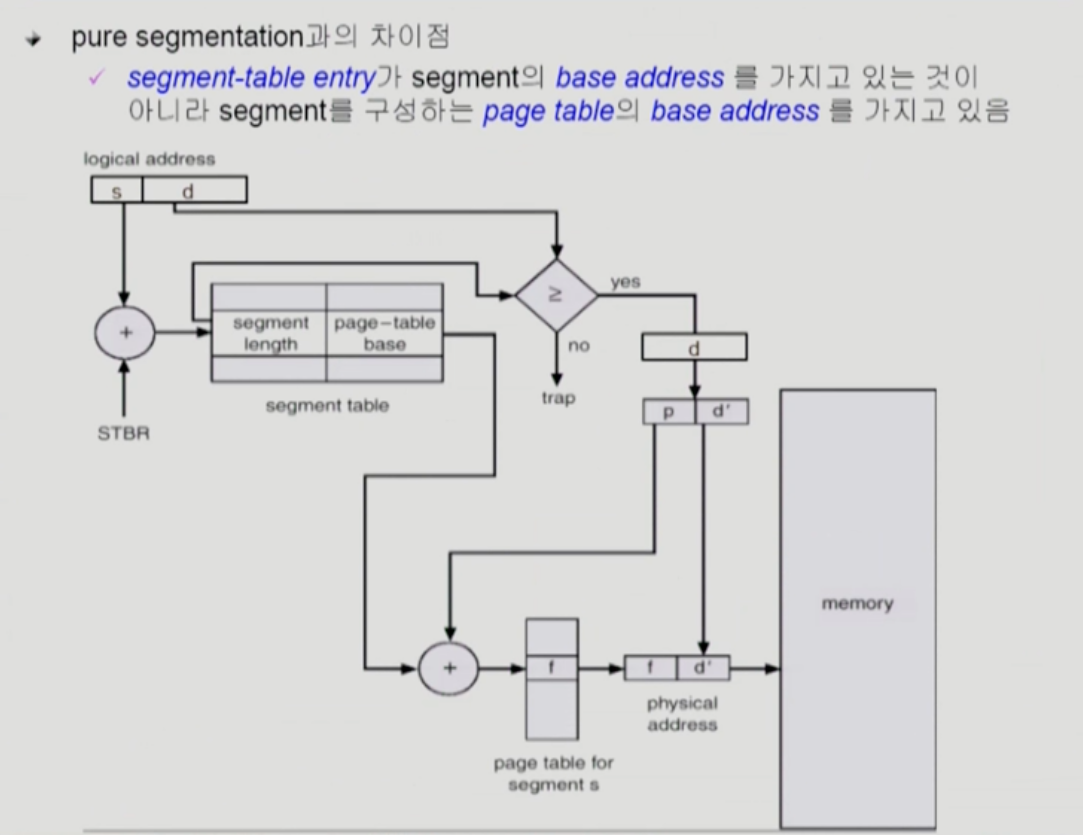 pure segmentation과의 차이점
✓ segment-table entry가 segment의 base address 를 가지고 있는 것이
아니라 segment를 구성하는 page table의 base address 를 가지고 있음
logical address
s d
≥
yes
segment length
page-table base
+
no
d
trap
segment table
p d'
STBR
memory
+
f
f d'
physical
address
page table for
segment s